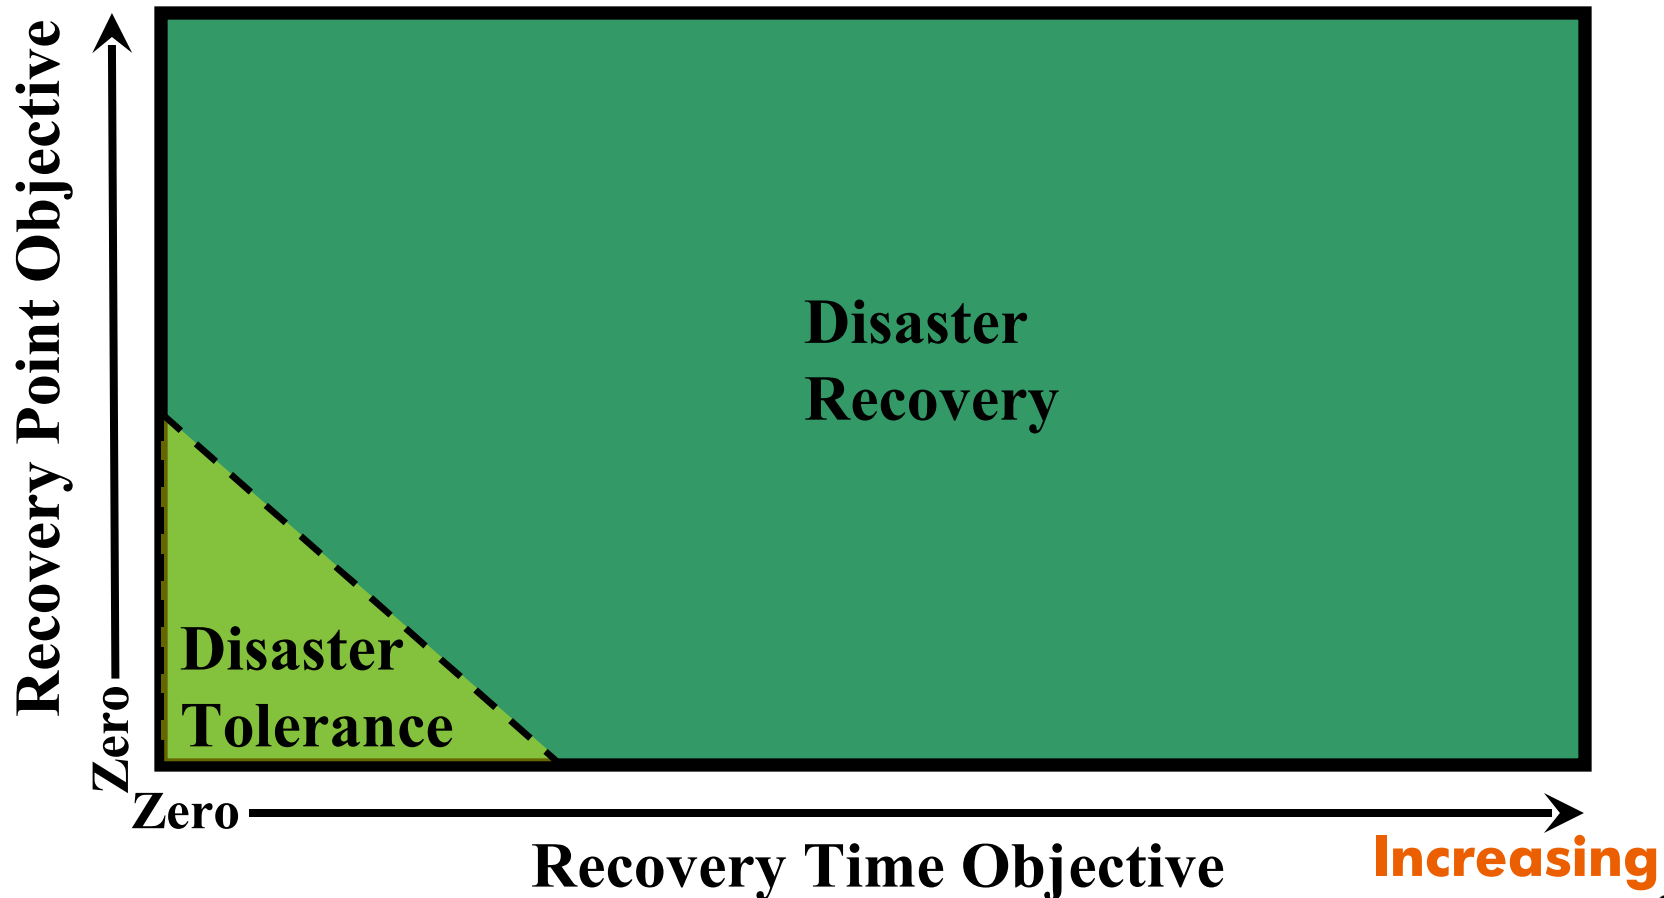 Recovery Point Objective
Disaster
Recovery
Disaster
Tolerance
Zero
Zero
Recovery Time Objective
Increasing